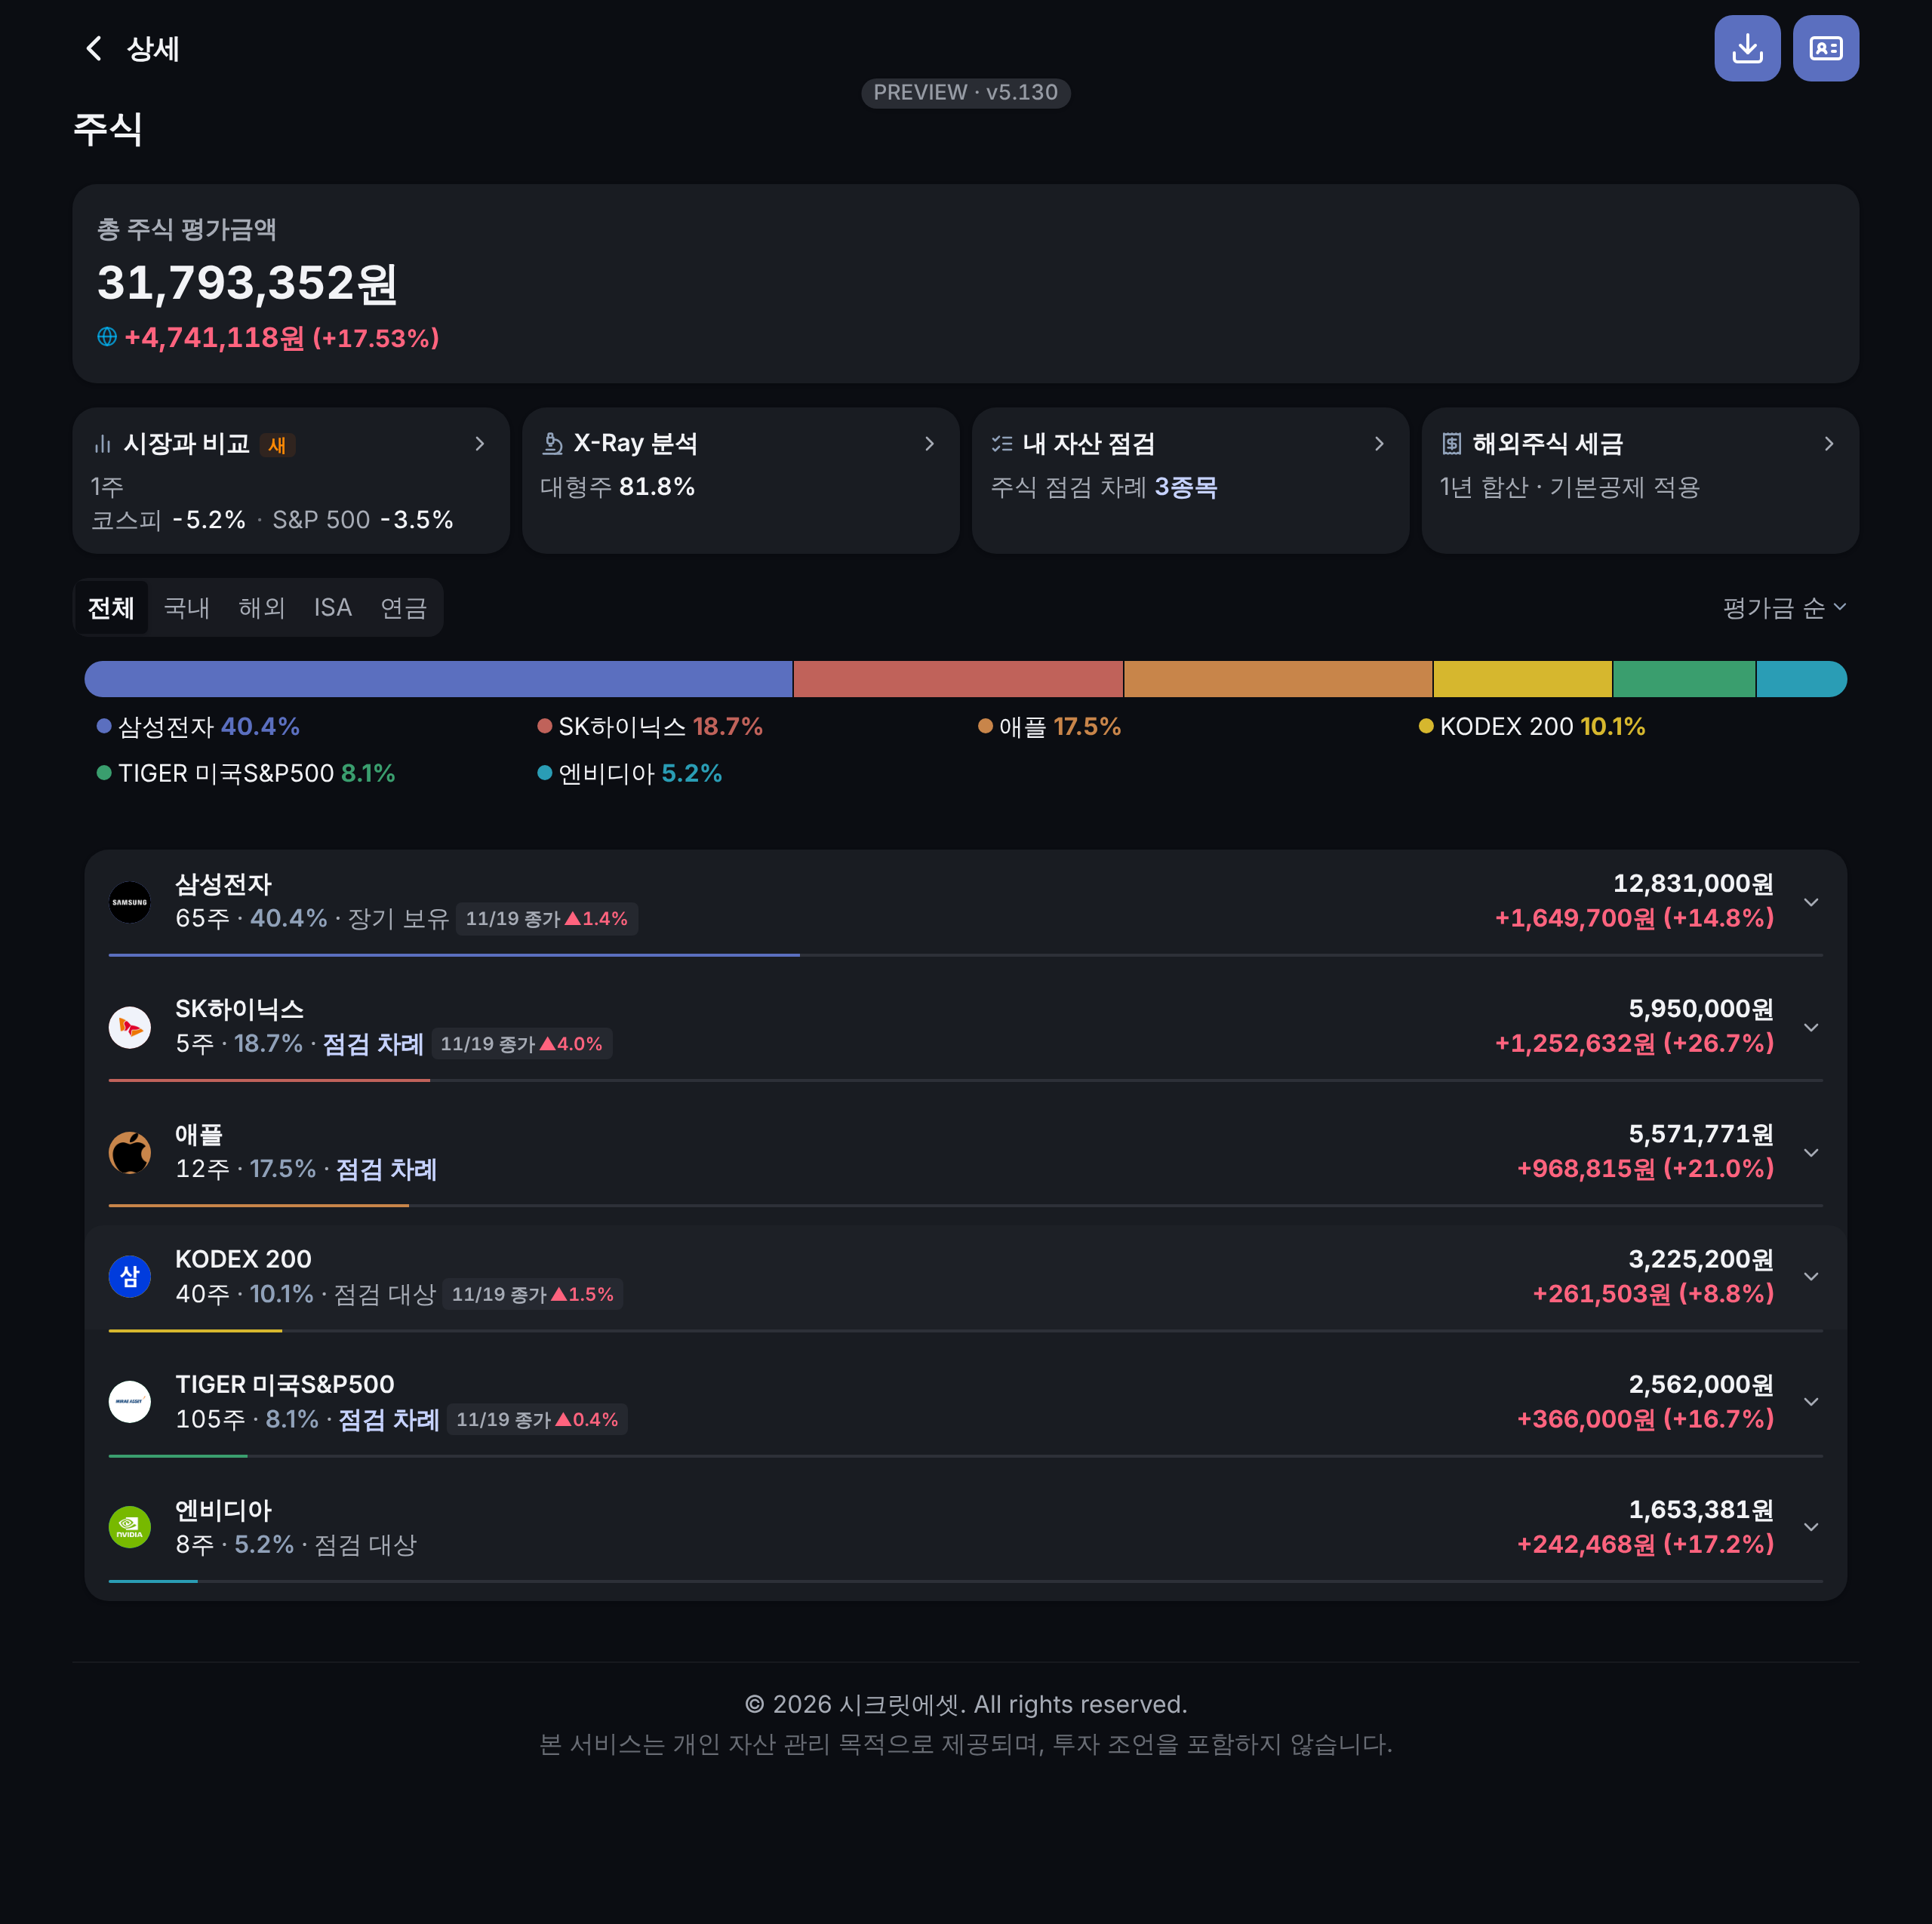 상세
PREVIEW · v5.130
주식
총 주식 평가금액
31,793,352원
+4,741,118원 (+17.53%)
시장과 비교 새
1주
코스피 -5.2% · S&P 500 -3.5%
X-Ray 분석
대형주 81.8%
내 자산 점검
주식 점검 차례 3종목
해외주식 세금
1년 합산 · 기본공제 적용
전체 국내 해외 ISA 연금
평가금 순
삼성전자 40.4%
SK하이닉스 18.7%
애플 17.5%
KODEX 200 10.1%
TIGER 미국S&P500 8.1%
엔비디아 5.2%
SAMSUNG
삼성전자
65주 · 40.4% · 장기 보유 11/19 종가 ▲1.4%
12,831,000원
+1,649,700원 (+14.8%)
SK하이닉스
5주 · 18.7% · 점검 차례 11/19 종가 ▲4.0%
5,950,000원
+1,252,632원 (+26.7%)
애플
12주 · 17.5% · 점검 차례
5,571,771원
+968,815원 (+21.0%)
삼
KODEX 200
40주 · 10.1% · 점검 대상 11/19 종가 ▲1.5%
3,225,200원
+261,503원 (+8.8%)
MIRAE ASSET
TIGER 미국S&P500
105주 · 8.1% · 점검 차례 11/19 종가 ▲0.4%
2,562,000원
+366,000원 (+16.7%)
NVIDIA
엔비디아
8주 · 5.2% · 점검 대상
1,653,381원
+242,468원 (+17.2%)
© 2026 시크릿에셋. All rights reserved.
본 서비스는 개인 자산 관리 목적으로 제공되며, 투자 조언을 포함하지 않습니다.